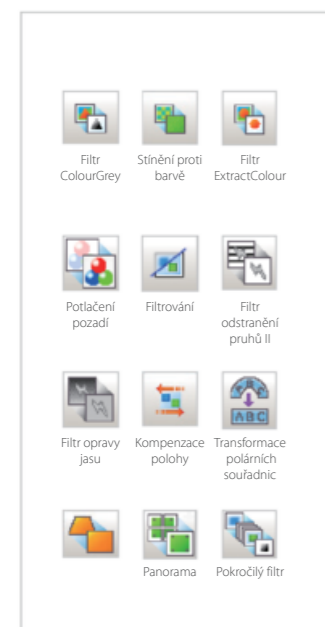 Filtr
ColourGrey
Stínění proti
barvě
Filtr
ExtractColour
Potlačení
pozadí
Filtrování
Filtr
odstranění
pruhů II
Filtr opravy
jasu
Kompenzace
polohy
ABC
Transformace
polárních
souřadnic
Panorama
Pokročilý filtr